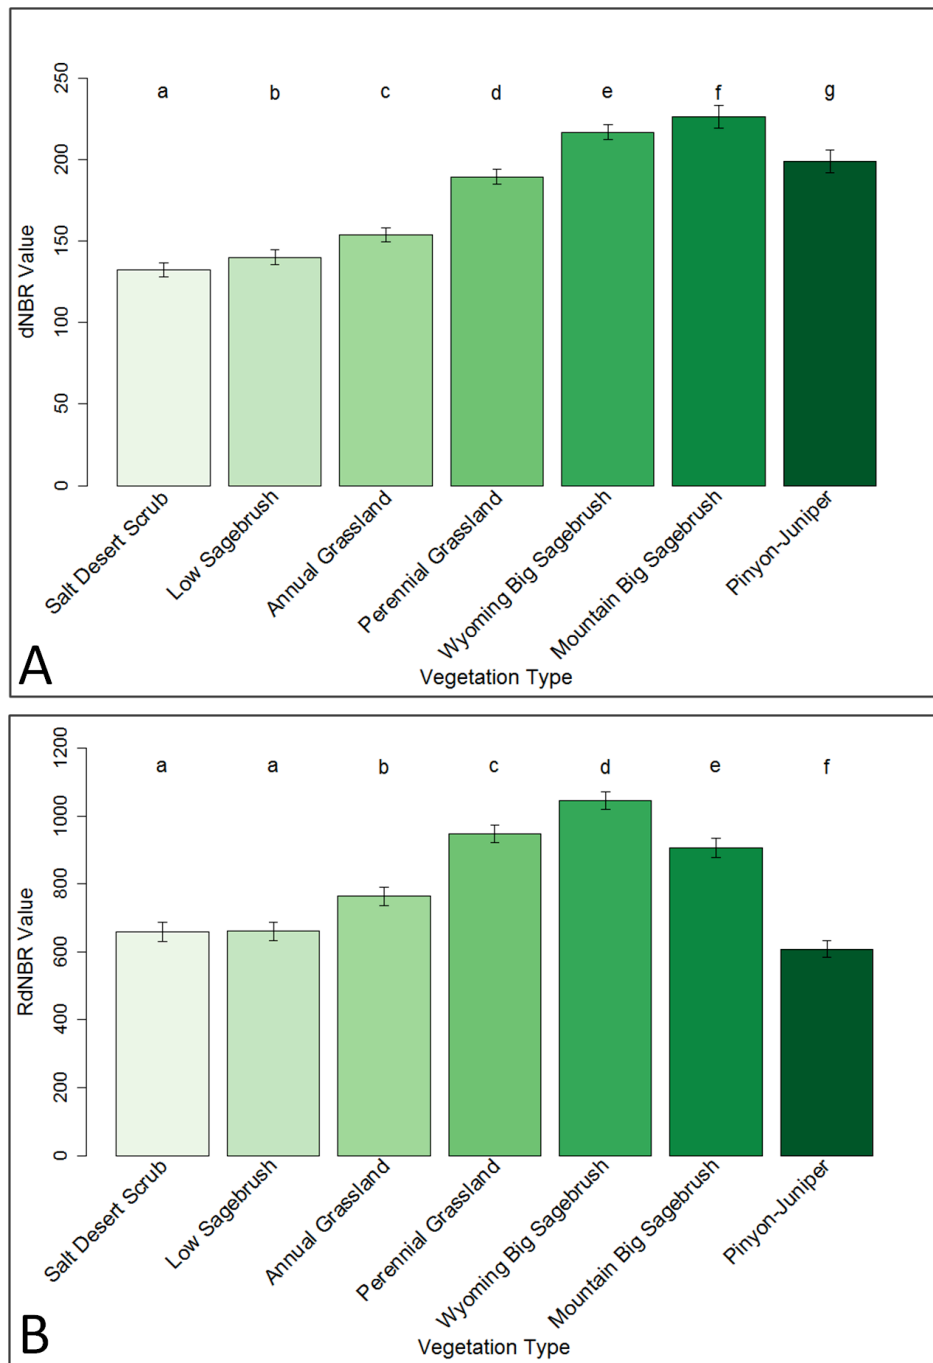 250
200
150
100
50
0
dNBR Value
a b c d e f g
Salt Desert Scrub
Low Sagebrush
Annual Grassland
Perennial Grassland
Wyoming Big Sagebrush
Mountain Big Sagebrush
Pinyon-Juniper
Vegetation Type
A
1200
1000
800
600
400
200
0
RdNBR Value
a a b c d e f
Salt Desert Scrub
Low Sagebrush
Annual Grassland
Perennial Grassland
Wyoming Big Sagebrush
Mountain Big Sagebrush
Pinyon-Juniper
Vegetation Type
B